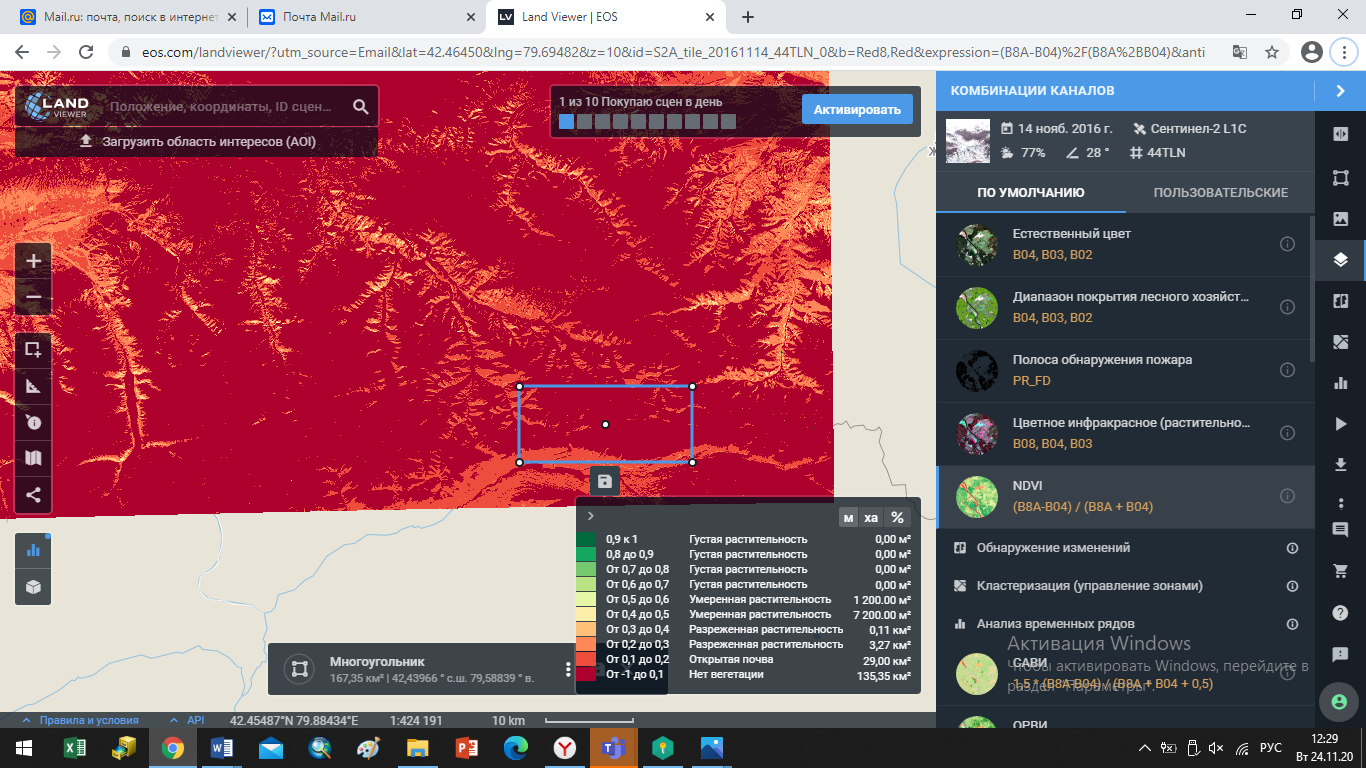 Mail.ru: почта, поиск в интернет
Почта Mail.ru
Land Viewer | EOS
eos.com/landviewer/?utm_source=Email&lat=42.46450&lng=79.69482&z=10&id=S2A_tile_20161114_44TLN_0&b=Red8,Red&expression=(B8A-B04)%2F(B8A%2BB04)&anti
LAND
VIEWER
Положение, координаты, ID сцен...
Загрузить область интересов (AOI)
1 из 10 Покупаю сцен в день
Активировать
КОМБИНАЦИИ КАНАЛОВ
14 нояб. 2016 г. Сентинел-2 L1C
77% 28 ° 44TLN
ПО УМОЛЧАНИЮ ПОЛЬЗОВАТЕЛЬСКИЕ
Естественный цвет
B04, B03, B02
Диапазон покрытия лесного хозяйст...
B04, B03, B02
Полоса обнаружения пожара
PR_FD
Цветное инфракрасное (растительно...
B08, B04, B03
NDVI
(B8A-B04) / (B8A + B04)
Обнаружение изменений
Кластеризация (управление зонами)
Анализ временных рядов
САВИ
1,5 * (B8A-B04) / (B8A + B04 + 0,5)
ОРВИ
Активация Windows
Чтобы активировать Windows, перейдите в
раздел "Параметры".
м ха %
0,9 к 1 Густая растительность 0,00 м²
0,8 до 0,9 Густая растительность 0,00 м²
От 0,7 до 0,8 Густая растительность 0,00 м²
От 0,6 до 0,7 Густая растительность 0,00 м²
От 0,5 до 0,6 Умеренная растительность 1 200.00 м²
От 0,4 до 0,5 Умеренная растительность 7 200.00 м²
От 0,3 до 0,4 Разреженная растительность 0,11 км²
От 0,2 до 0,3 Разреженная растительность 3,27 км²
От 0,1 до 0,2 Открытая почва 29,00 км²
От -1 до 0,1 Нет вегетации 135,35 км²
Многоугольник
167,35 км² | 42,43966 ° с.ш. 79,58839 ° в.
Правила и условия API 42.45487°N 79.88434°E 1:424 191 10 km
РУС
12:29
Вт 24.11.20